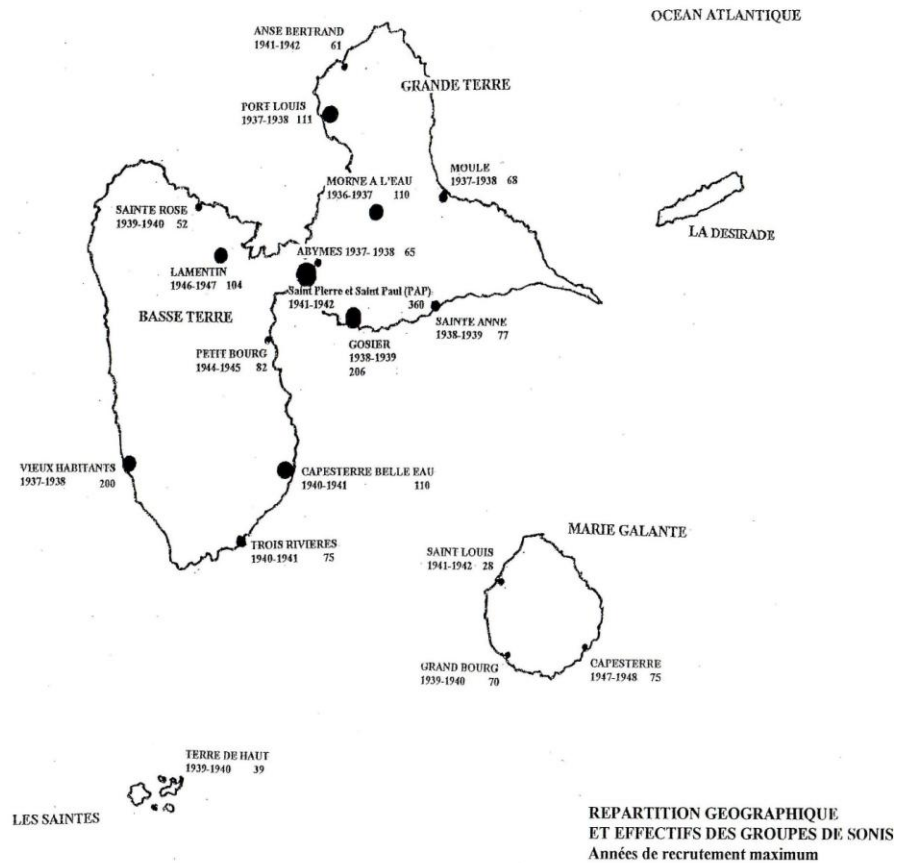 OCEAN ATLANTIQUE
ANSE BERTRAND
1941-1942 61
GRANDE TERRE
PORT LOUIS
1937-1938 111
MOULE
1937-1938 68
MORNE A L'EAU
1936-1937 110
SAINTE ROSE
1939-1940 52
LA DESIRADE
ABYMES 1937-1938 65
LAMENTIN
1946-1947 104
Saint Pierre et Saint Paul (PAP)
1941-1942 360
BASSE TERRE
SAINTE ANNE
1938-1939 77
GOSIER
1938-1939
206
PETIT BOURG
1944-1945 82
VIEUX HABITANTS
1937-1938 200
CAPESTERRE BELLE EAU
1940-1941 110
TROIS RIVIERES
1940-1941 75
MARIE GALANTE
SAINT LOUIS
1941-1942 28
GRAND BOURG
1939-1940 70
CAPESTERRE
1947-1948 75
TERRE DE HAUT
1939-1940 39
LES SAINTES
REPARTITION GEOGRAPHIQUE
ET EFFECTIFS DES GROUPES DE SONIS
Années de recrutement maximum